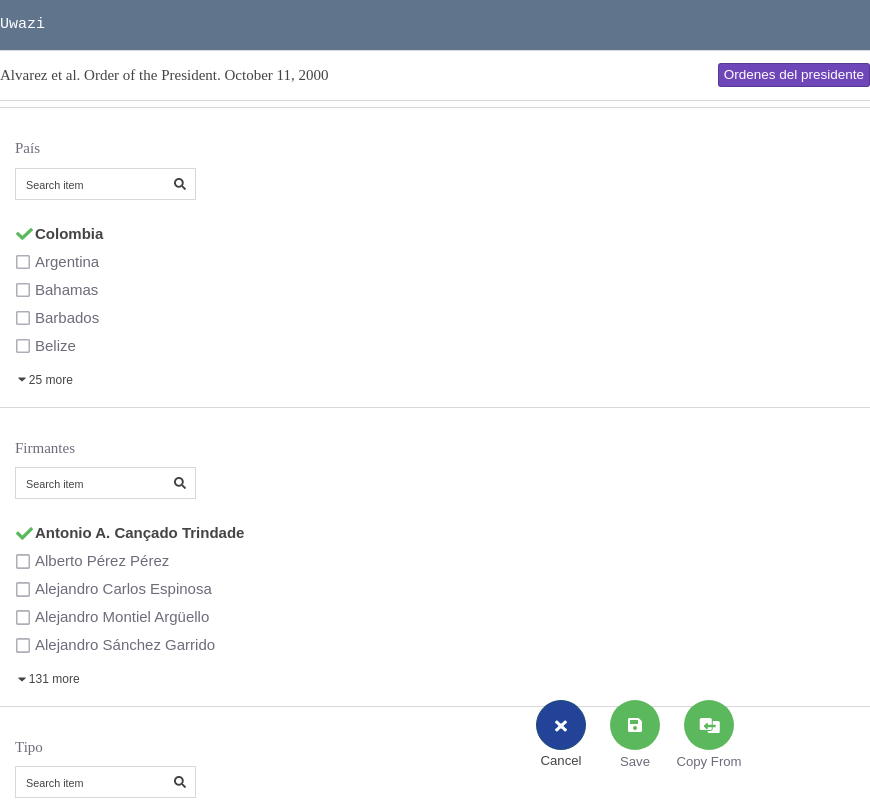 Uwazi
Alvarez et al. Order of the President. October 11, 2000
Ordenes del presidente
País
Search item
Colombia
Argentina
Bahamas
Barbados
Belize
25 more
Firmantes
Search item
Antonio A. Cançado Trindade
Alberto Pérez Pérez
Alejandro Carlos Espinosa
Alejandro Montiel Argüello
Alejandro Sánchez Garrido
131 more
Tipo
Search item
Cancel
Save
Copy From